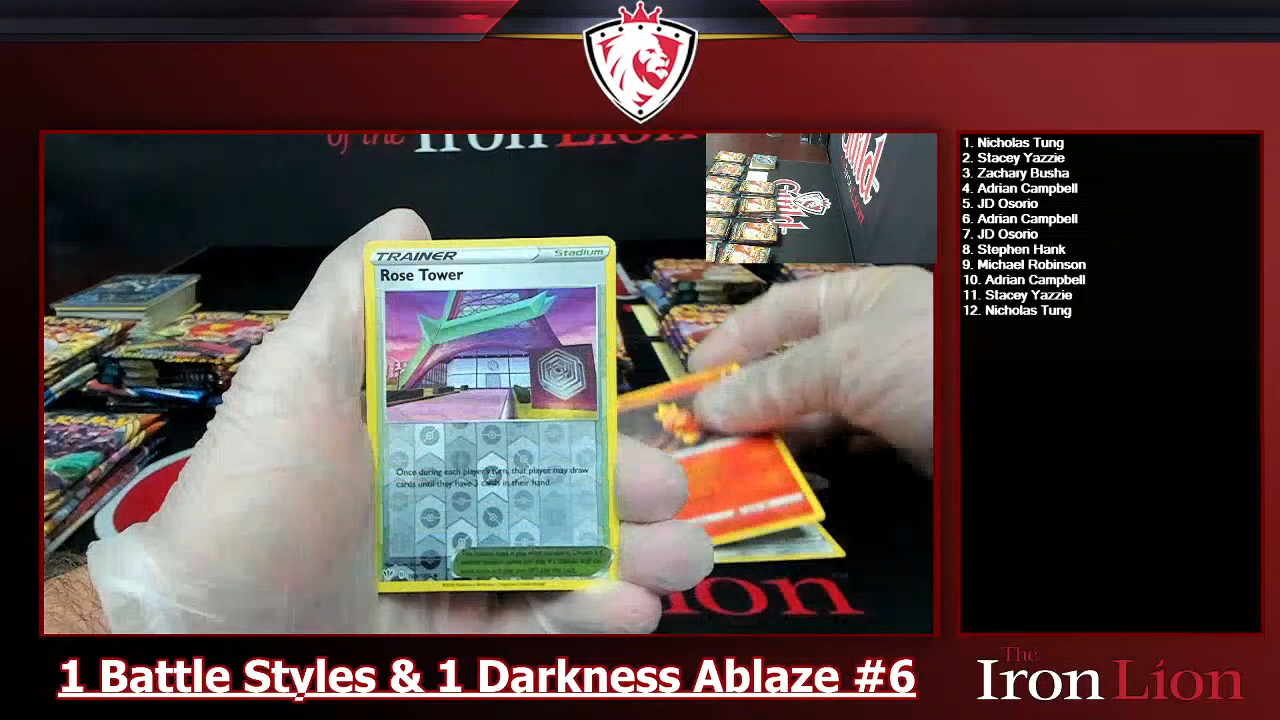 of the Iron Lion
Guild
TRAINER
Stadium
Rose Tower
Once during each player's turn, that player may draw
cards until they have 3 cards in their hand.
Lion
1. Nicholas Tung
2. Stacey Yazzie
3. Zachary Busha
4. Adrian Campbell
5. JD Osorio
6. Adrian Campbell
7. JD Osorio
8. Stephen Hank
9. Michael Robinson
10. Adrian Campbell
11. Stacey Yazzie
12. Nicholas Tung
1 Battle Styles & 1 Darkness Ablaze #6
The
Iron Lion